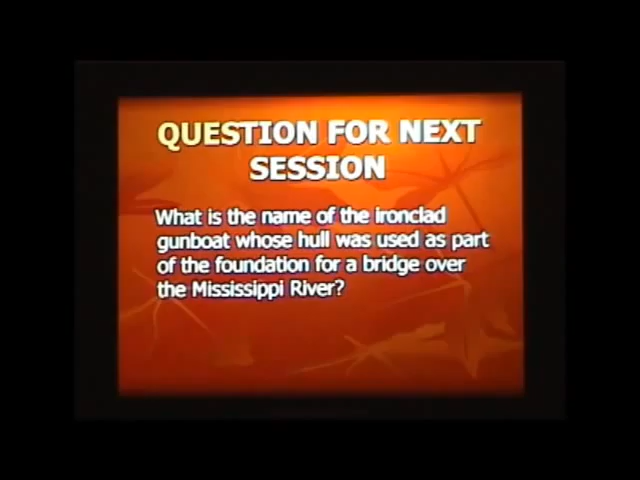 QUESTION FOR NEXT
SESSION
What is the name of the ironclad
gunboat whose hull was used as part
of the foundation for a bridge over
the Mississippi River?